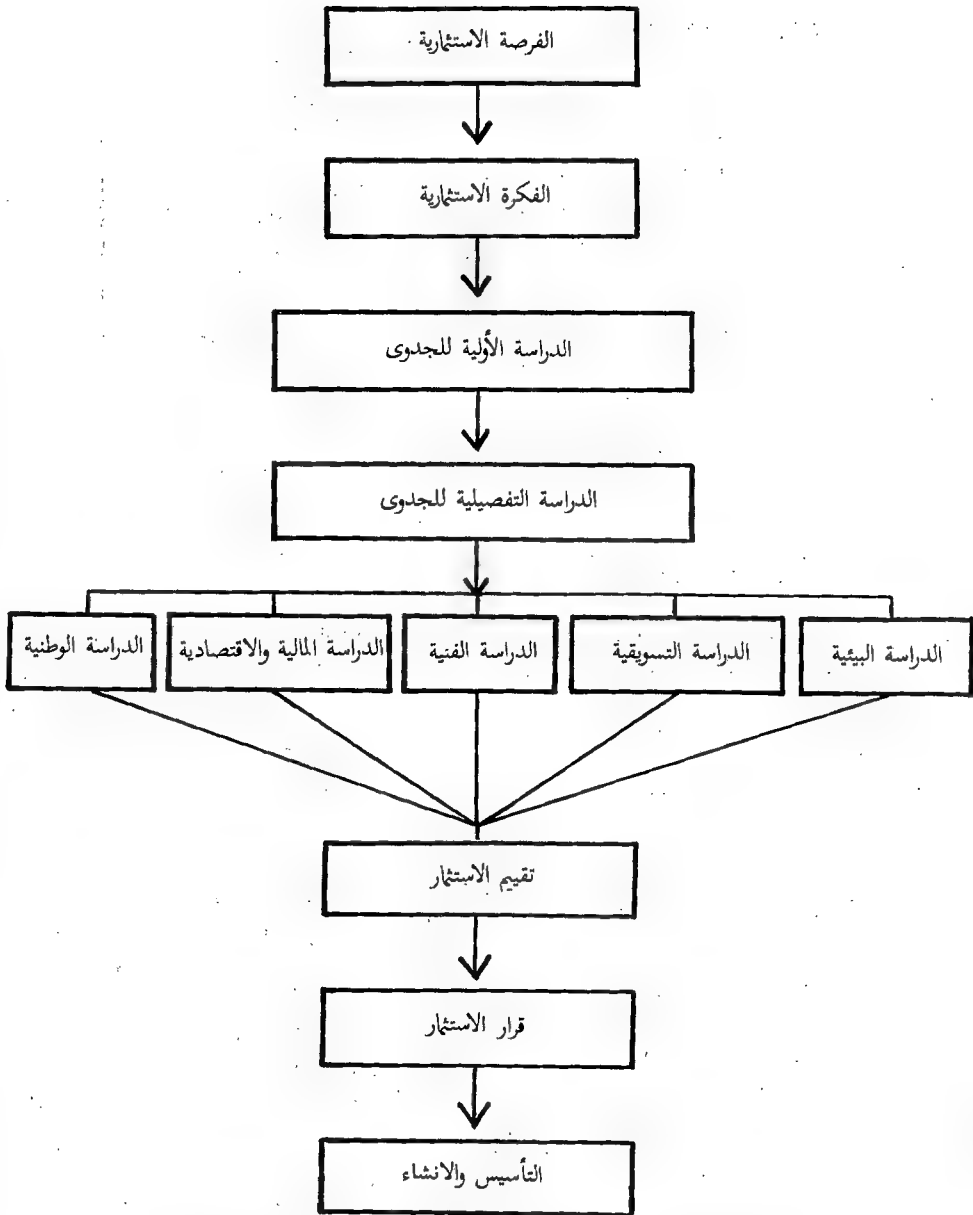 الفرصة الاستثمارية
الفكرة الاستثمارية
الدراسة الأولية للجدوى
الدراسة التفصيلية للجدوى
الدراسة البيئية
الدراسة التسويقية
الدراسة الفنية
الدراسة المالية والاقتصادية
الدراسة الوطنية
تقييم الاستثمار
قرار الاستثمار
التأسيس والانشاء